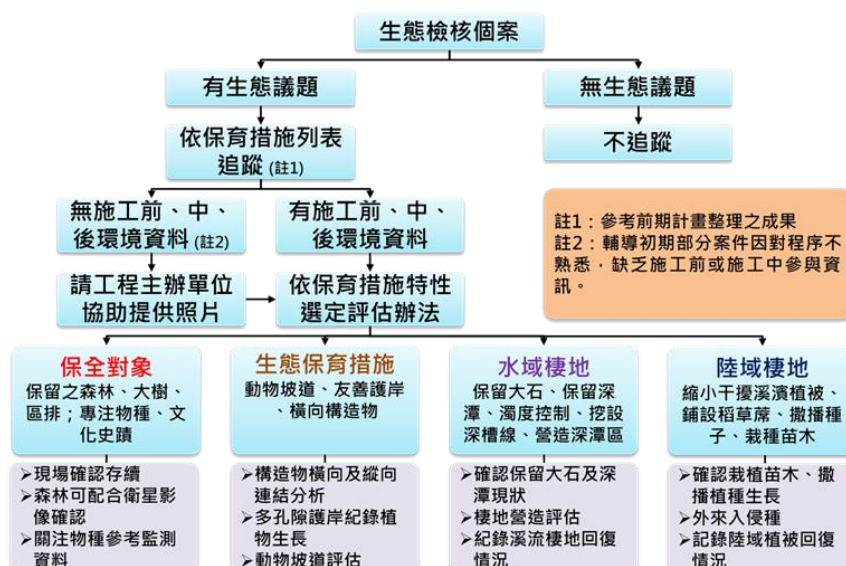 生態檢核個案
有生態議題
無生態議題
依保育措施列表
追蹤 (註1)
不追蹤
無施工前、中、
後環境資料 (註2)
有施工前、中、
後環境資料
註1：參考前期計畫整理之成果
註2：輔導初期部分案件因對程序不
熟悉，缺乏施工前或施工中參與資
訊。
請工程主辦單位
協助提供照片
依保育措施特性
選定評估辦法
保全對象
保留之森林、大樹、
區排；專注物種、文
化史蹟
生態保育措施
動物坡道、友善護岸
、橫向構造物
水域棲地
保留大石、保留深
潭、濁度控制、挖設
深槽線、營造深潭區
陸域棲地
縮小干擾溪濱植被、
鋪設稻草蓆、撒播種
子、栽種苗木
➢現場確認存續
➢森林可配合衛星影
像確認
➢關注物種參考監測
資料
➢構造物橫向及縱向
連結分析
➢多孔隙護岸紀錄植
物生長
➢動物坡道評估
➢確認保留大石及深
潭現狀
➢棲地營造評估
➢紀錄溪流棲地回復
情況
➢確認栽植苗木、撒
播植種生長
➢外來入侵種
➢記錄陸域植被回復
情況